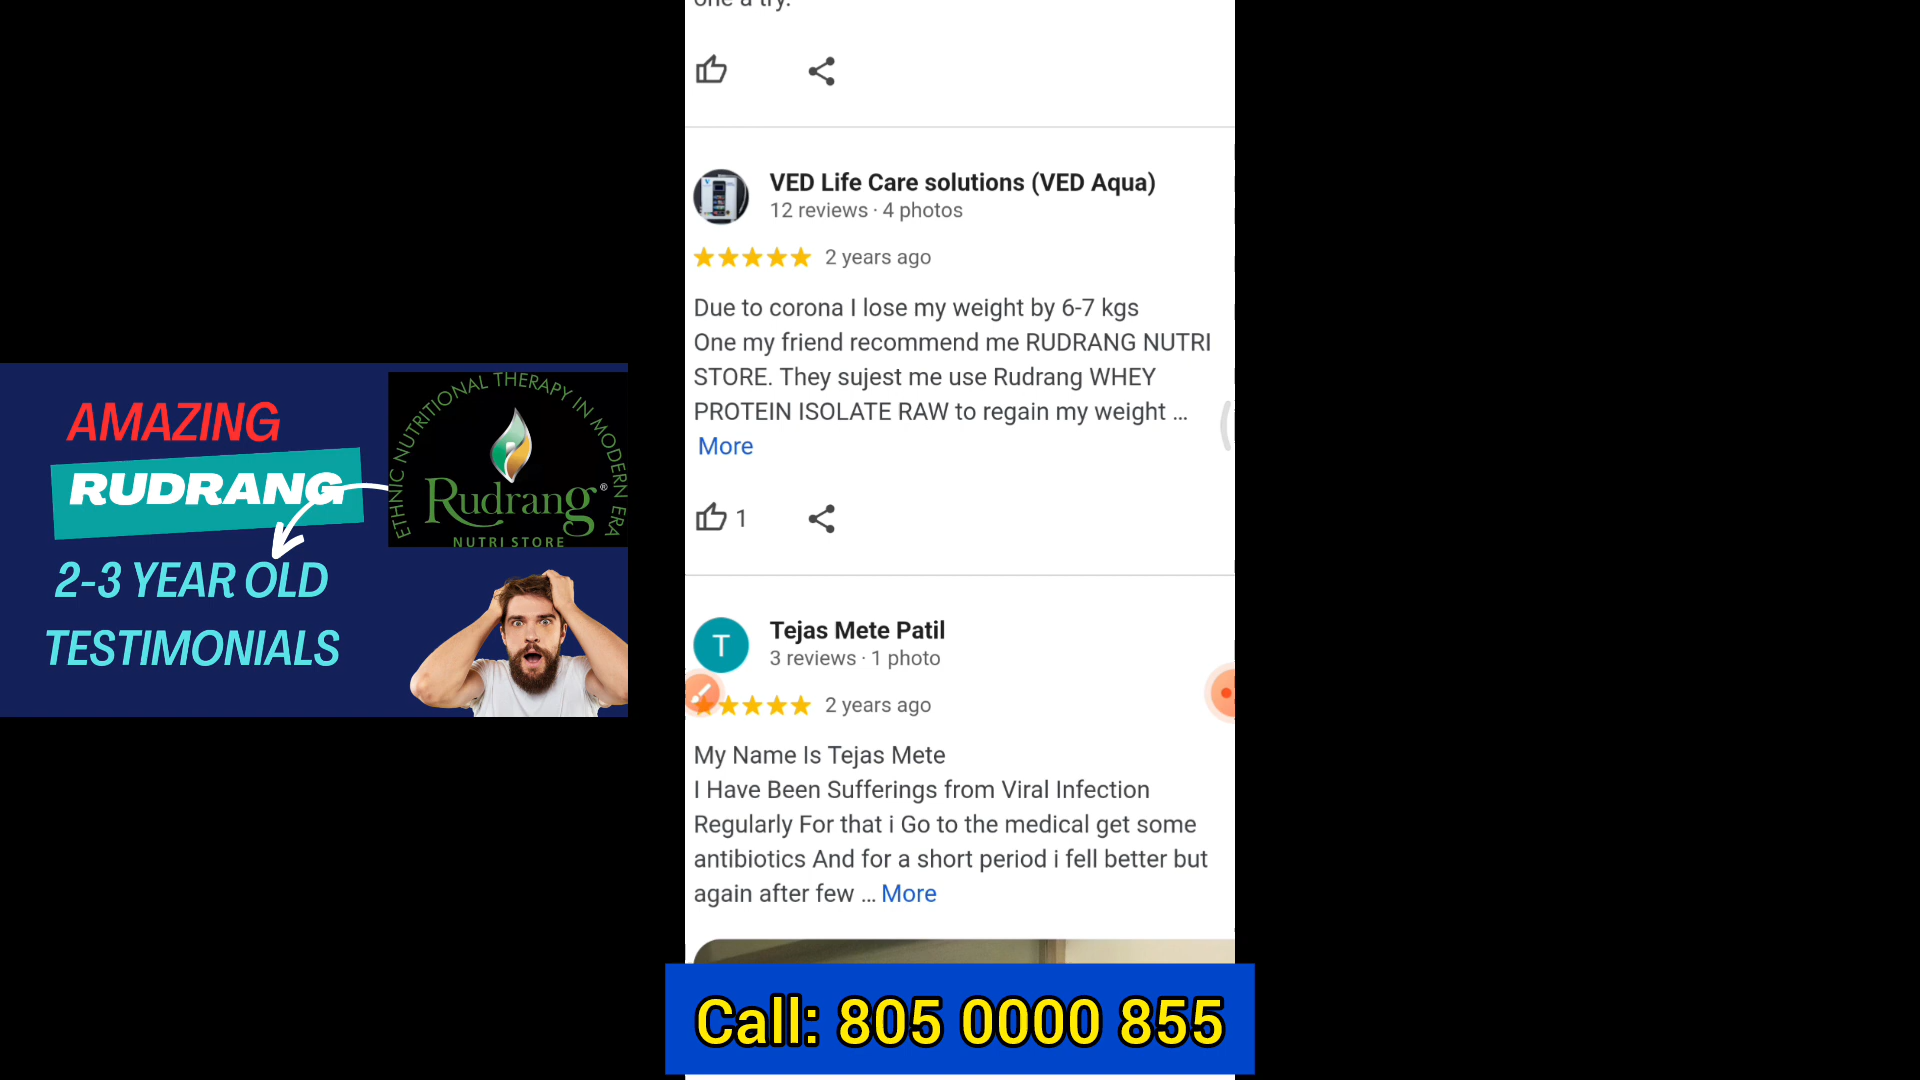 AMAZING
RUDRANG
2-3 YEAR OLD
TESTIMONIALS
ETHNIC NUTRITIONAL THERAPY IN MODERN ERA
Rudrang®
NUTRI STORE
one a try.
VED Life Care solutions (VED Aqua)
12 reviews · 4 photos
2 years ago
Due to corona I lose my weight by 6-7 kgs
One my friend recommend me RUDRANG NUTRI
STORE. They sujest me use Rudrang WHEY
PROTEIN ISOLATE RAW to regain my weight ...
More
1
T
Tejas Mete Patil
3 reviews · 1 photo
2 years ago
My Name Is Tejas Mete
I Have Been Sufferings from Viral Infection
Regularly For that i Go to the medical get some
antibiotics And for a short period i fell better but
again after few ... More
Call: 805 0000 855